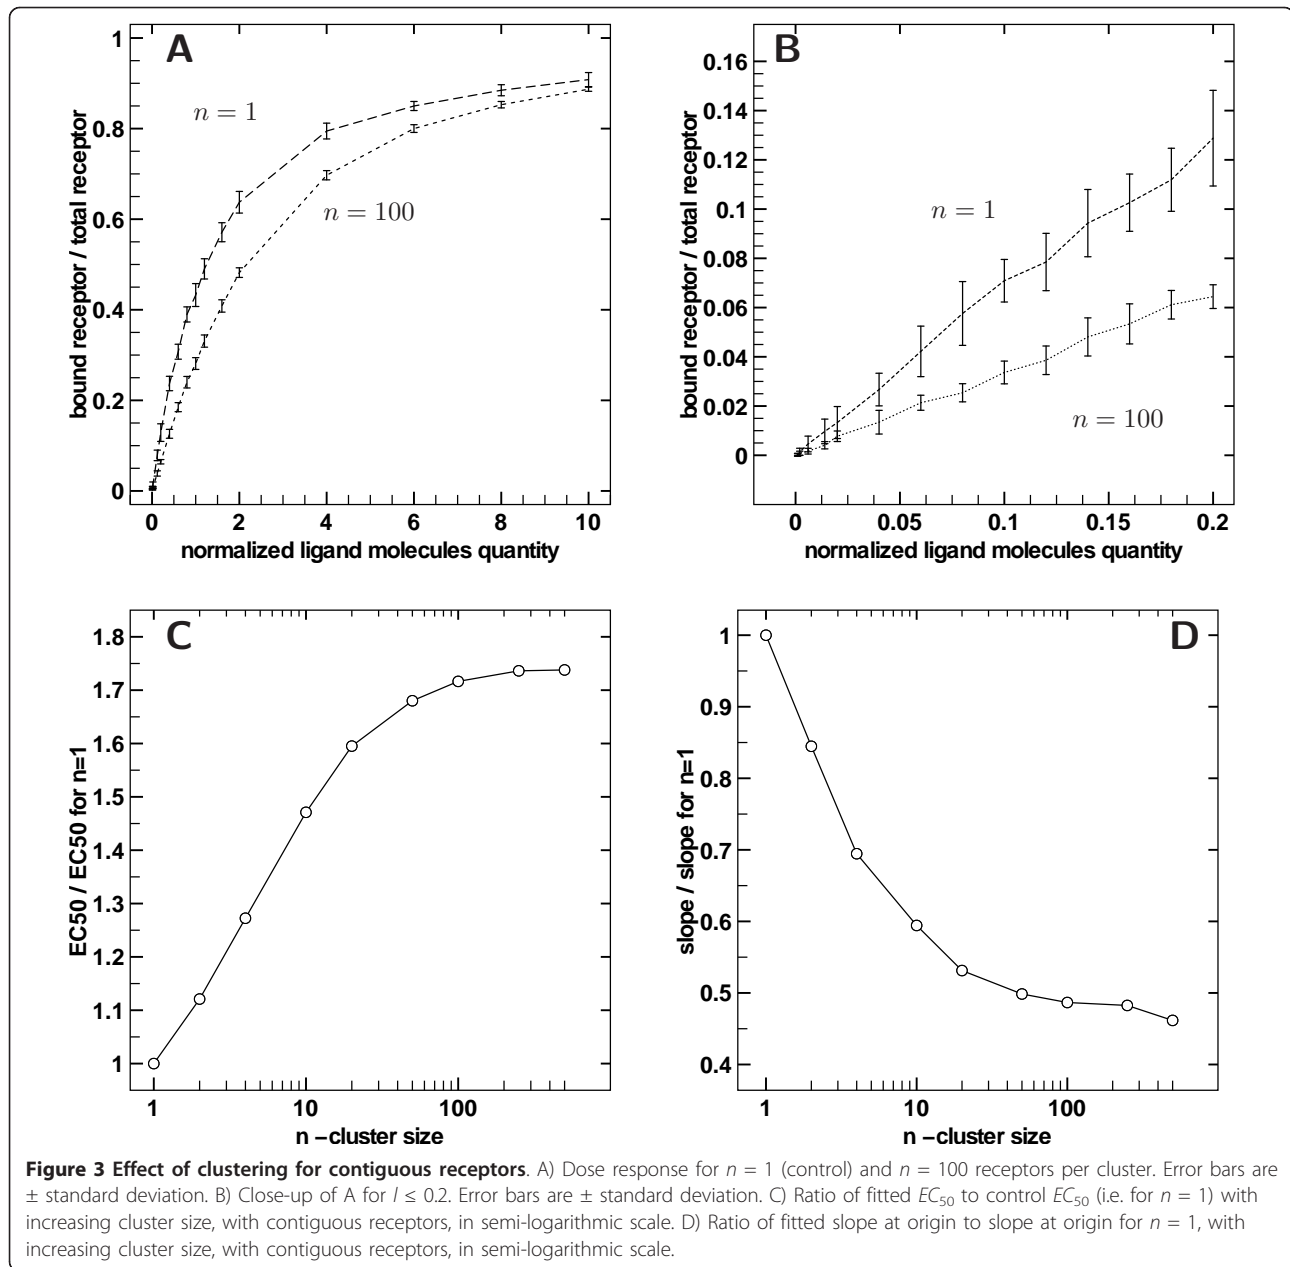 A
n = 1
n = 100
1
0.8
0.6
0.4
0.2
0
0 2 4 6 8 10
bound receptor / total receptor
normalized ligand molecules quantity
B
n = 1
n = 100
0.16
0.14
0.12
0.1
0.08
0.06
0.04
0.02
0
0 0.05 0.1 0.15 0.2
bound receptor / total receptor
normalized ligand molecules quantity
C
1.8
1.7
1.6
1.5
1.4
1.3
1.2
1.1
1
1 10 100
EC50 / EC50 for n=1
n −cluster size
D
1
0.9
0.8
0.7
0.6
0.5
0.4
1 10 100
slope / slope for n=1
n −cluster size
Figure 3 Effect of clustering for contiguous receptors. A) Dose response for n = 1 (control) and n = 100 receptors per cluster. Error bars are
± standard deviation. B) Close-up of A for l ≤ 0.2. Error bars are ± standard deviation. C) Ratio of fitted EC50 to control EC50 (i.e. for n = 1) with
increasing cluster size, with contiguous receptors, in semi-logarithmic scale. D) Ratio of fitted slope at origin to slope at origin for n = 1, with
increasing cluster size, with contiguous receptors, in semi-logarithmic scale.